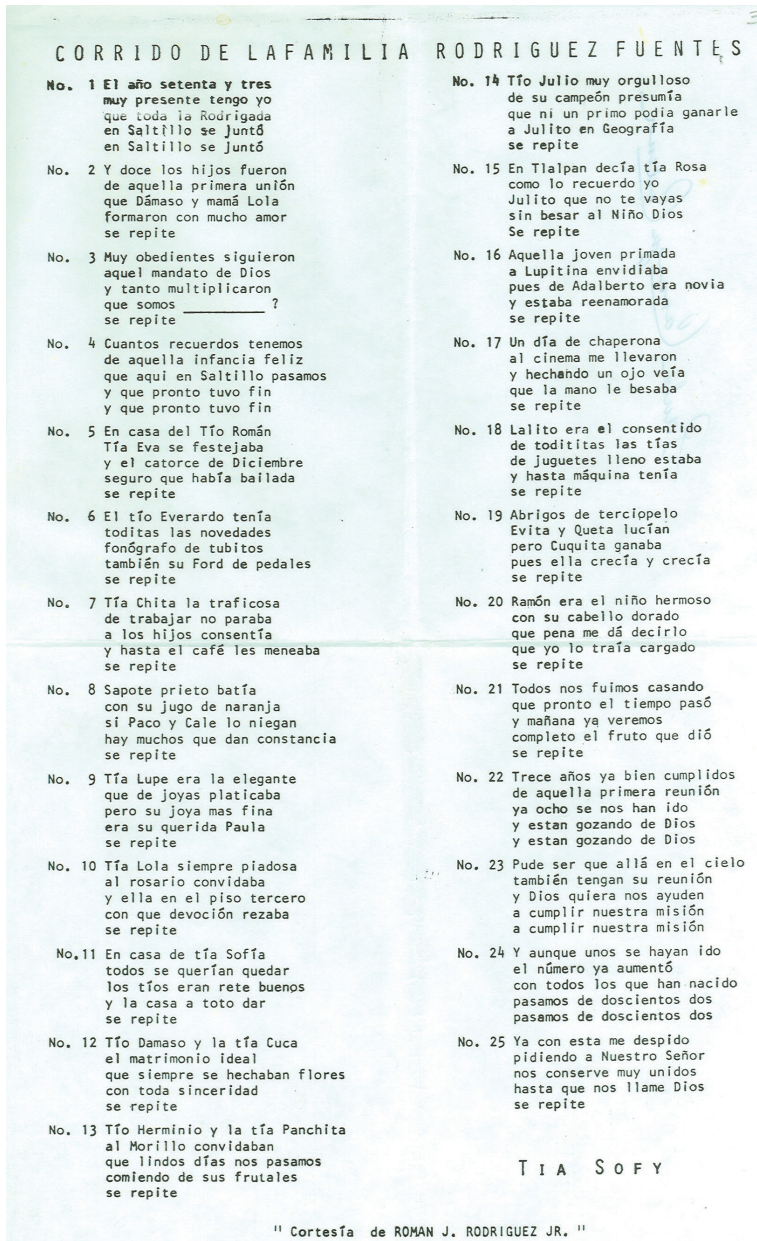 CORRIDO DE LAFAMILIA RODRIGUEZ FUENTES
No. 1 El año setenta y tres
muy presente tengo yo
que toda la Rodrigada
en Saltillo se Juntó
en Saltillo se Juntó
No. 2 Y doce los hijos fueron
de aquella primera unión
que Dámaso y mamá Lola
formaron con mucho amor
se repite
No. 3 Muy obedientes siguieron
aquel mandato de Dios
y tanto multiplicaron
que somos __________ ?
se repite
No. 4 Cuantos recuerdos tenemos
de aquella infancia feliz
que aqui en Saltillo pasamos
y que pronto tuvo fin
y que pronto tuvo fin
No. 5 En casa del Tío Román
Tía Eva se festejaba
y el catorce de Diciembre
seguro que había bailada
se repite
No. 6 El tío Everardo tenía
toditas las novedades
fonógrafo de tubitos
también su Ford de pedales
se repite
No. 7 Tía Chita la traficosa
de trabajar no paraba
a los hijos consentía
y hasta el café les meneaba
se repite
No. 8 Sapote prieto batía
con su jugo de naranja
si Paco y Cale lo niegan
hay muchos que dan constancia
se repite
No. 9 Tía Lupe era la elegante
que de joyas platicaba
pero su joya mas fina
era su querida Paula
se repite
No. 10 Tía Lola siempre piadosa
al rosario convidaba
y ella en el piso tercero
con que devoción rezaba
se repite
No.11 En casa de tía Sofía
todos se querían quedar
los tíos eran rete buenos
y la casa a toto dar
se repite
No. 12 Tío Damaso y la tía Cuca
el matrimonio ideal
que siempre se hechaban flores
con toda sinceridad
se repite
No. 13 Tío Herminio y la tía Panchita
al Morillo convidaban
que lindos días nos pasamos
comiendo de sus frutales
se repite
No. 14 Tío Julio muy orgulloso
de su campeón presumía
que ni un primo podia ganarle
a Julito en Geografía
se repite
No. 15 En Tlalpan decía tía Rosa
como lo recuerdo yo
Julito que no te vayas
sin besar al Niño Dios
Se repite
No. 16 Aquella joven primada
a Lupitina envidiaba
pues de Adalberto era novia
y estaba reenamorada
se repite
No. 17 Un día de chaperona
al cinema me llevaron
y hechando un ojo veía
que la mano le besaba
se repite
No. 18 Lalito era el consentido
de todititas las tías
de juguetes lleno estaba
y hasta máquina tenía
se repite
No. 19 Abrigos de terciopelo
Evita y Queta lucían
pero Cuquita ganaba
pues ella crecía y crecía
se repite
No. 20 Ramón era el niño hermoso
con su cabello dorado
que pena me dá decirlo
que yo lo traía cargado
se repite
No. 21 Todos nos fuimos casando
que pronto el tiempo pasó
y mañana ya veremos
completo el fruto que dió
se repite
No. 22 Trece años ya bien cumplidos
de aquella primera reunión
ya ocho se nos han ido
y estan gozando de Dios
y estan gozando de Dios
No. 23 Pude ser que allá en el cielo
también tengan su reunión
y Dios quiera nos ayuden
a cumplir nuestra misión
a cumplir nuestra misión
No. 24 Y aunque unos se hayan ido
el número ya aumentó
con todos los que han nacido
pasamos de doscientos dos
pasamos de doscientos dos
No. 25 Ya con esta me despido
pidiendo a Nuestro Señor
nos conserve muy unidos
hasta que nos llame Dios
se repite
TIA SOFY
" Cortesía de ROMAN J. RODRIGUEZ JR. "